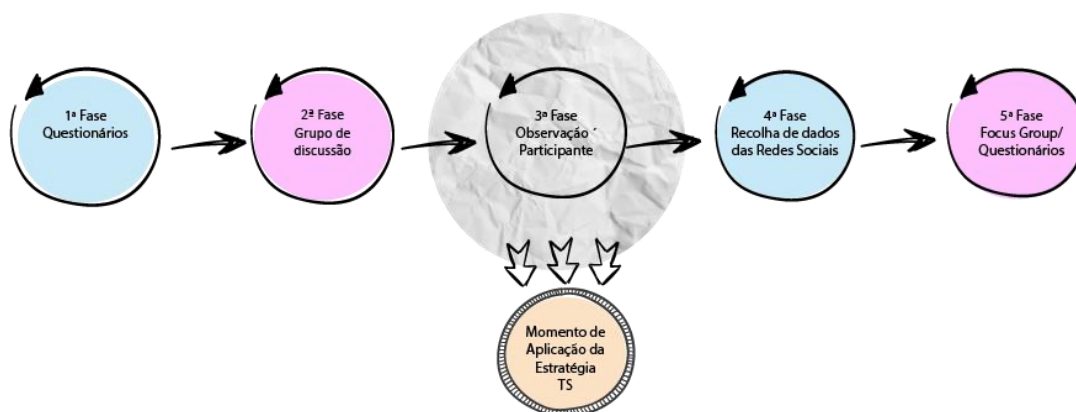 1ª Fase
Questionários
2ª Fase
Grupo de
discussão
3ª Fase
Observação ´
Participante
4ª Fase
Recolha de dados
das Redes Sociais
5ª Fase
Focus Group/
Questionários
Momento de
Aplicação da
Estratégia
TS